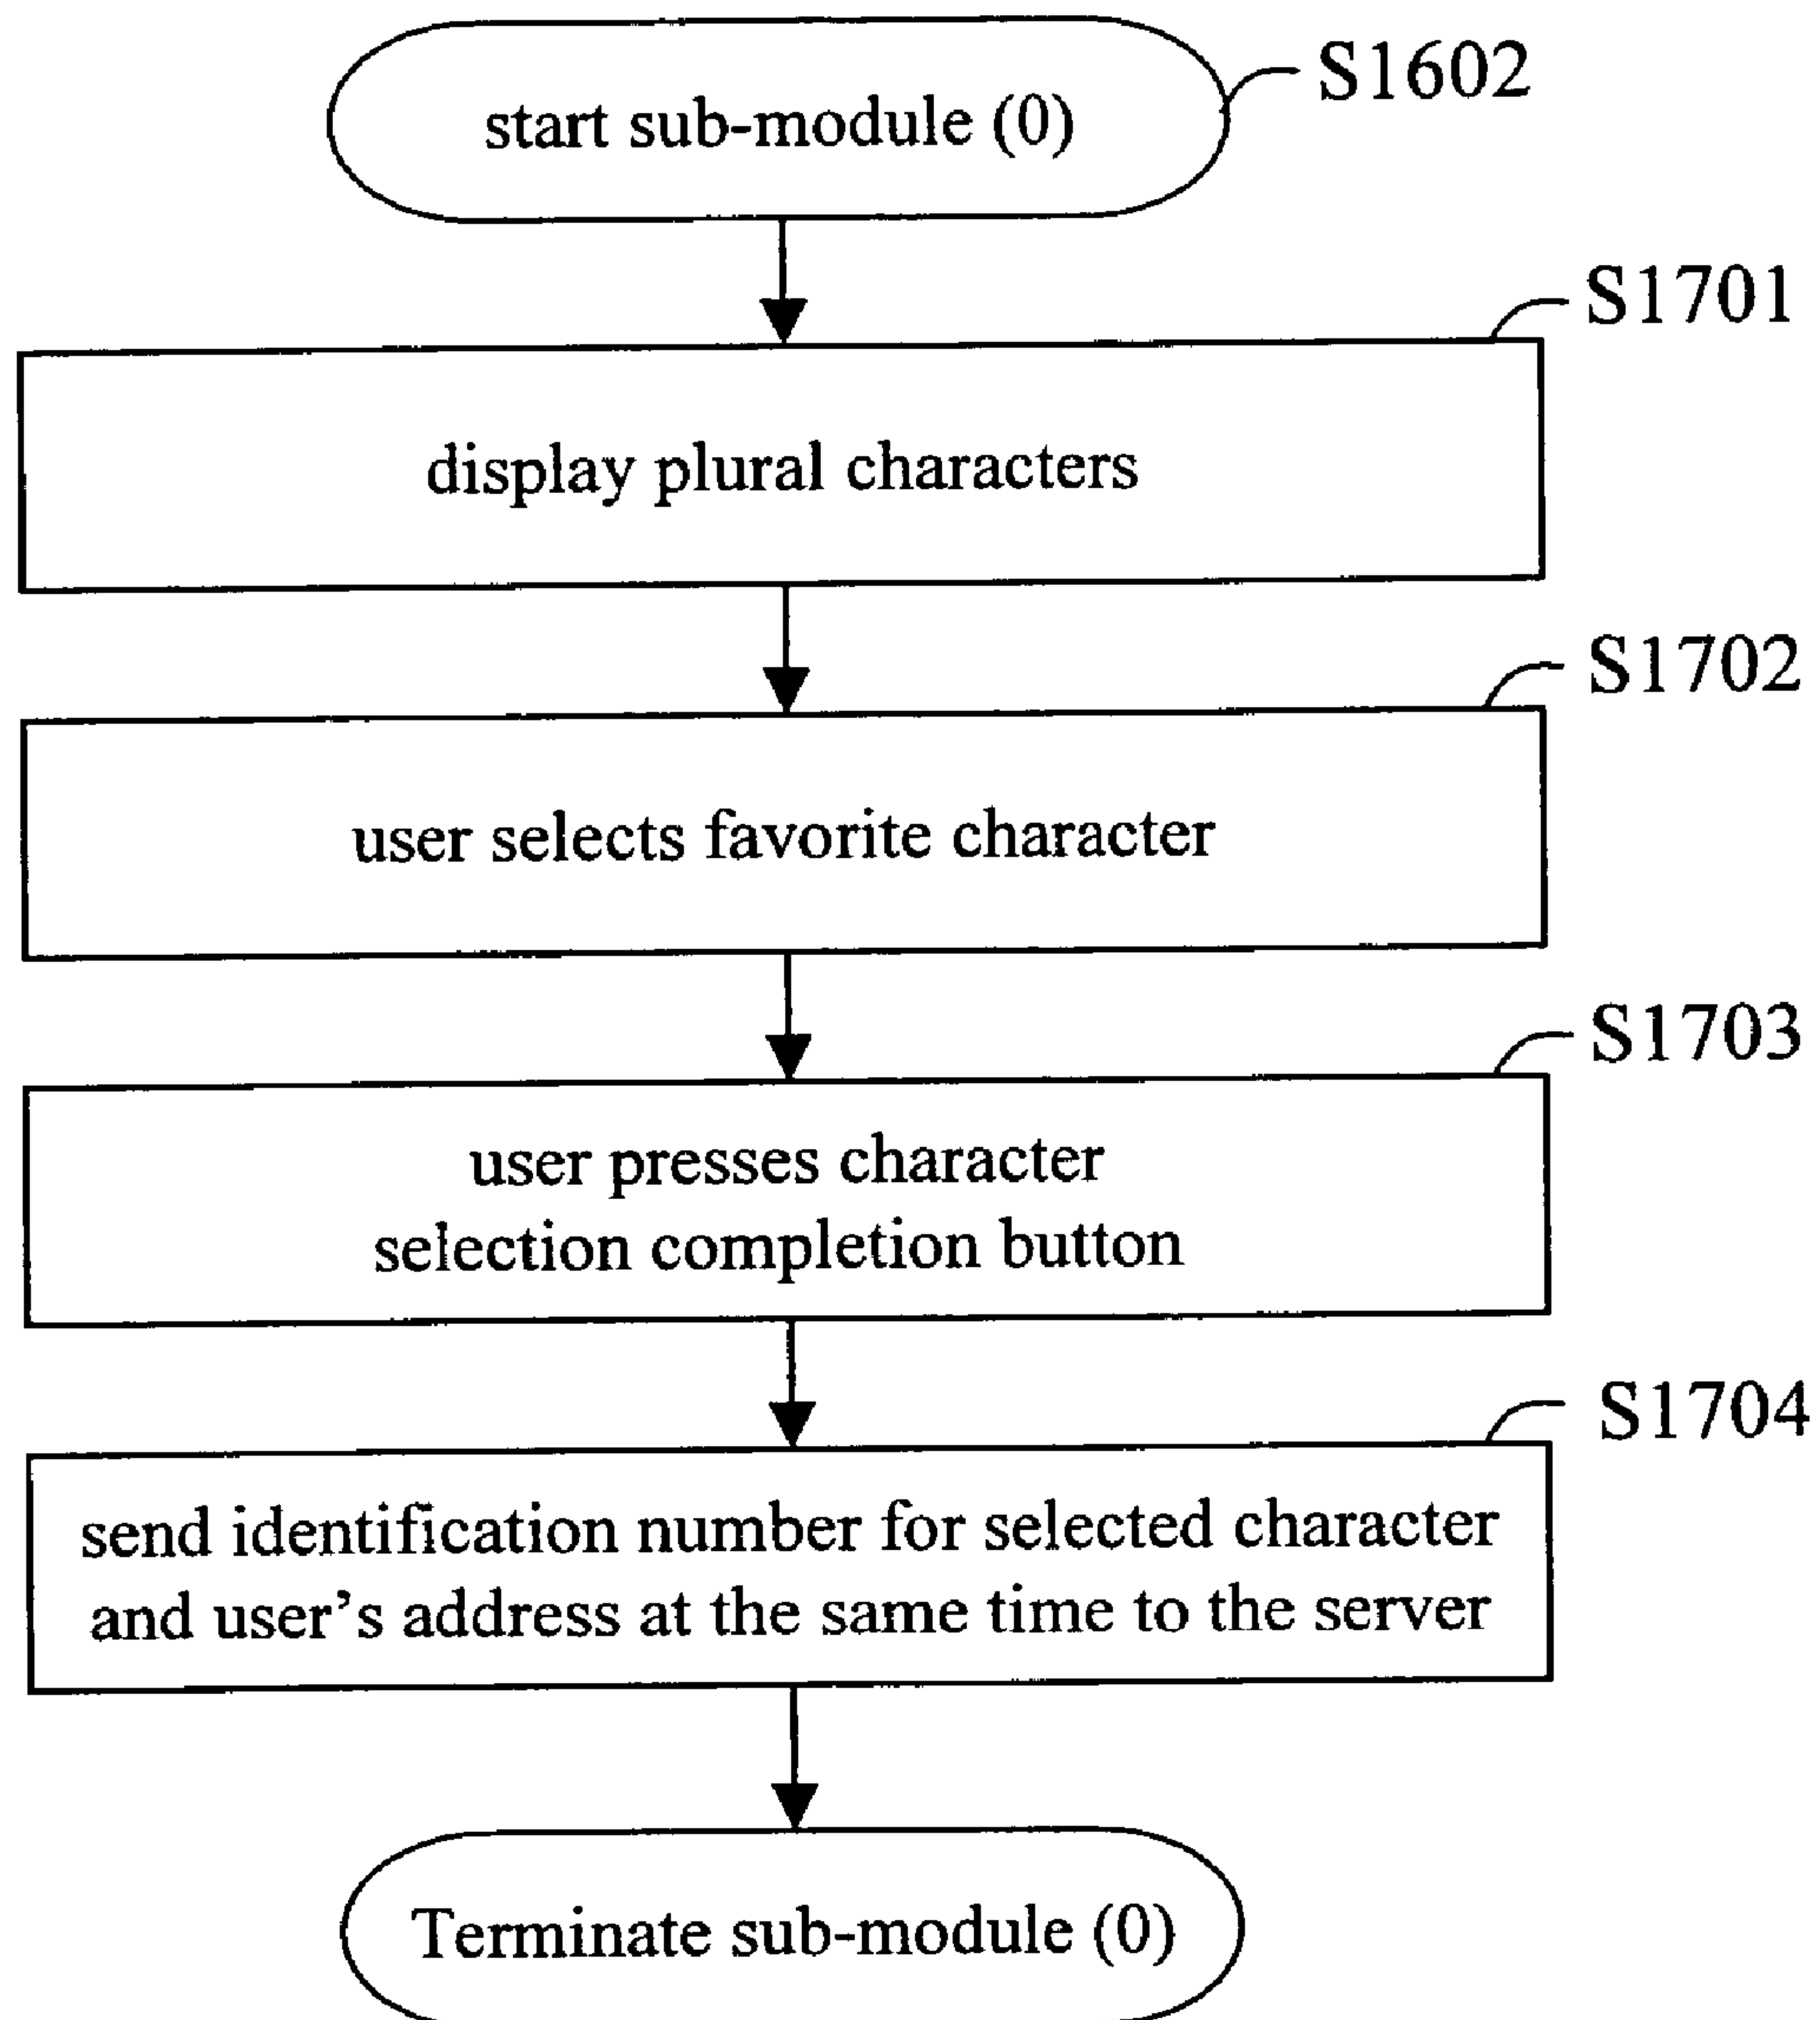 start sub-module (0)
S1602
S1701
display plural characters
S1702
user selects favorite character
S1703
user presses character
selection completion button
S1704
send identification number for selected character
and user’s address at the same time to the server
Terminate sub-module (0)